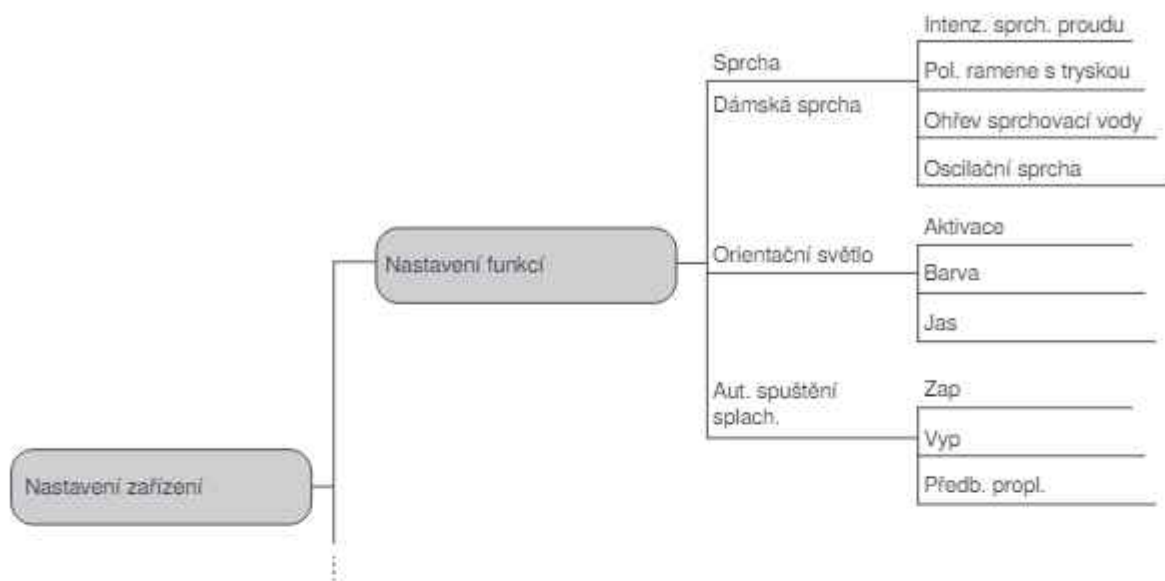 Intenz. sprch. proudu
Sprcha
Pol. ramene s tryskou
Dámská sprcha
Ohřev sprchovací vody
Oscilační sprcha
Aktivace
Nastavení funkcí
Orientační světlo
Barva
Jas
Aut. spuštění
splach.
Zap
Vyp
Nastavení zařízení
Předb. propl.